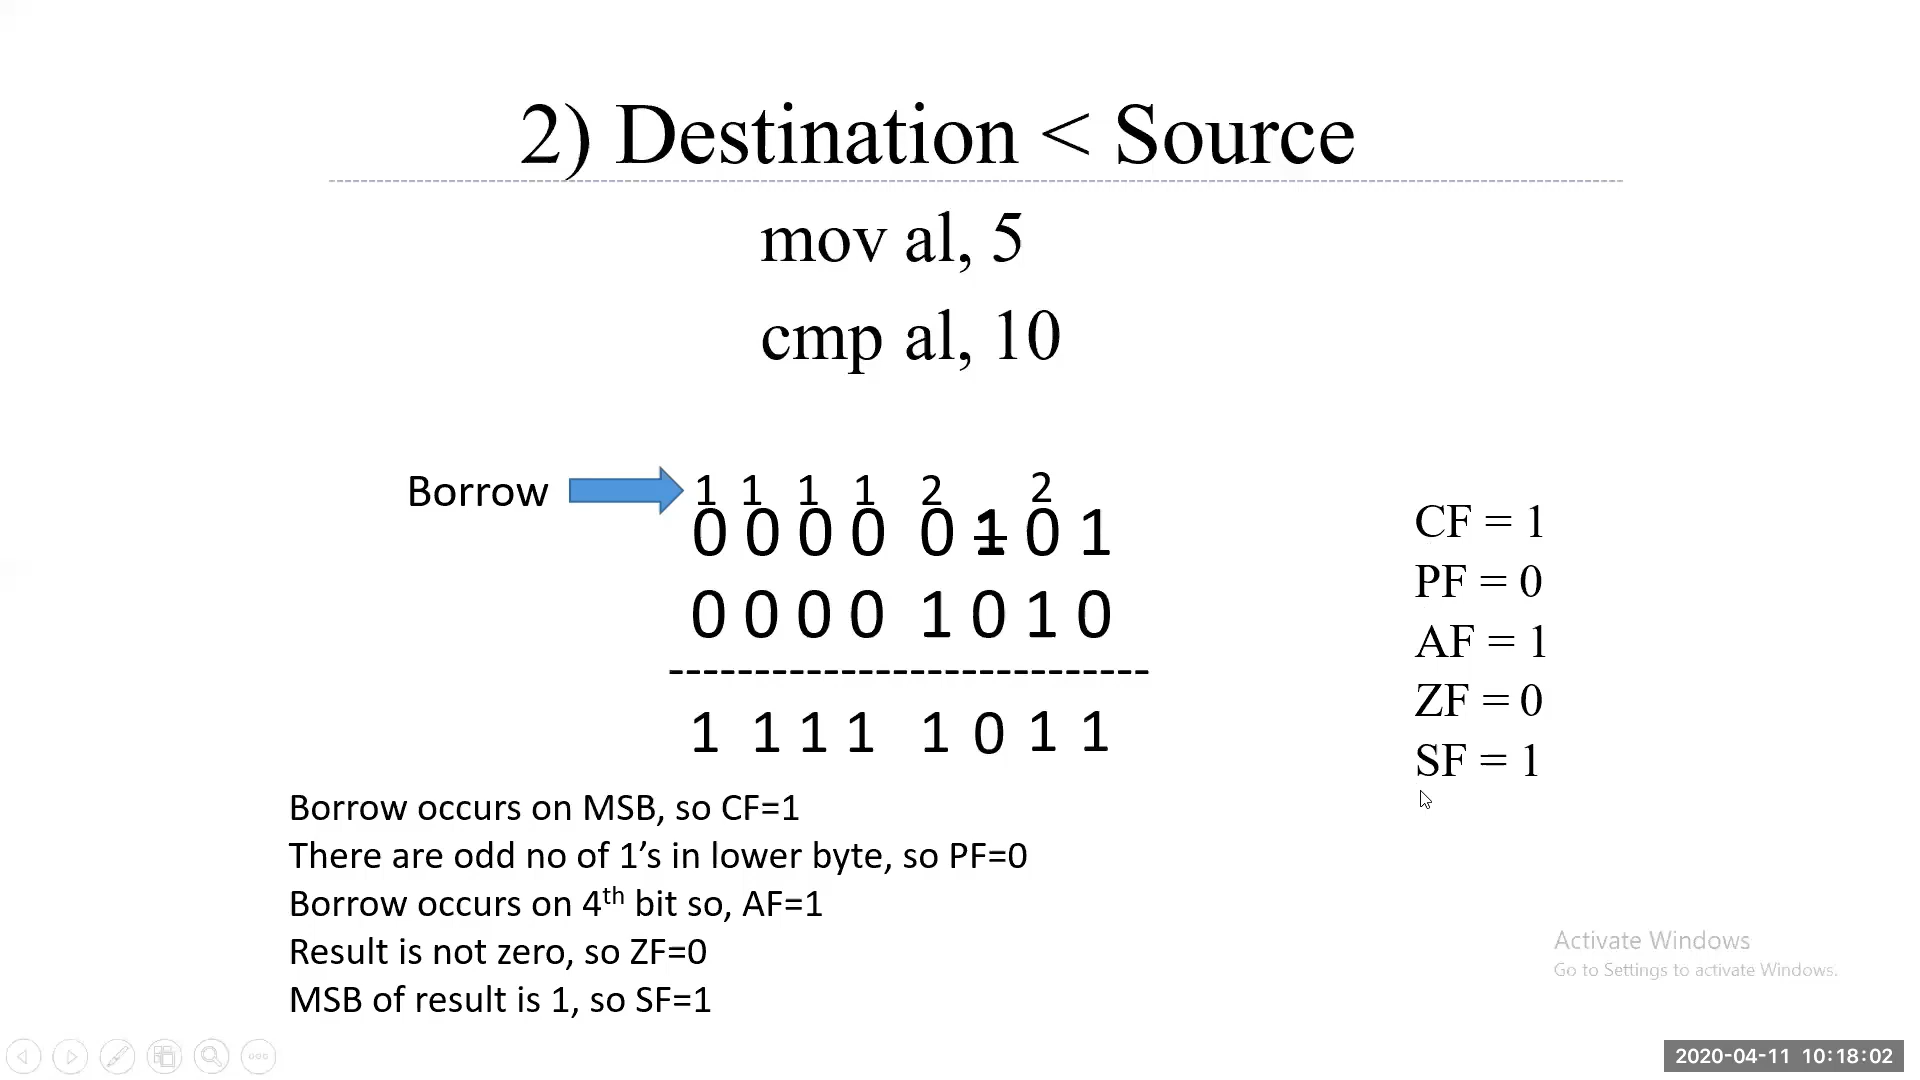 2) Destination < Source
mov al, 5
cmp al, 10
Borrow 1 1 1 1 2 2
0 0 0 0 0 1 0 1
0 0 0 0 1 0 1 0
----------------------------
1 1 1 1 1 0 1 1
CF = 1
PF = 0
AF = 1
ZF = 0
SF = 1
Borrow occurs on MSB, so CF=1
There are odd no of 1’s in lower byte, so PF=0
Borrow occurs on 4th bit so, AF=1
Result is not zero, so ZF=0
MSB of result is 1, so SF=1
Activate Windows
Go to Settings to activate Windows.
2020-04-11 10:18:02